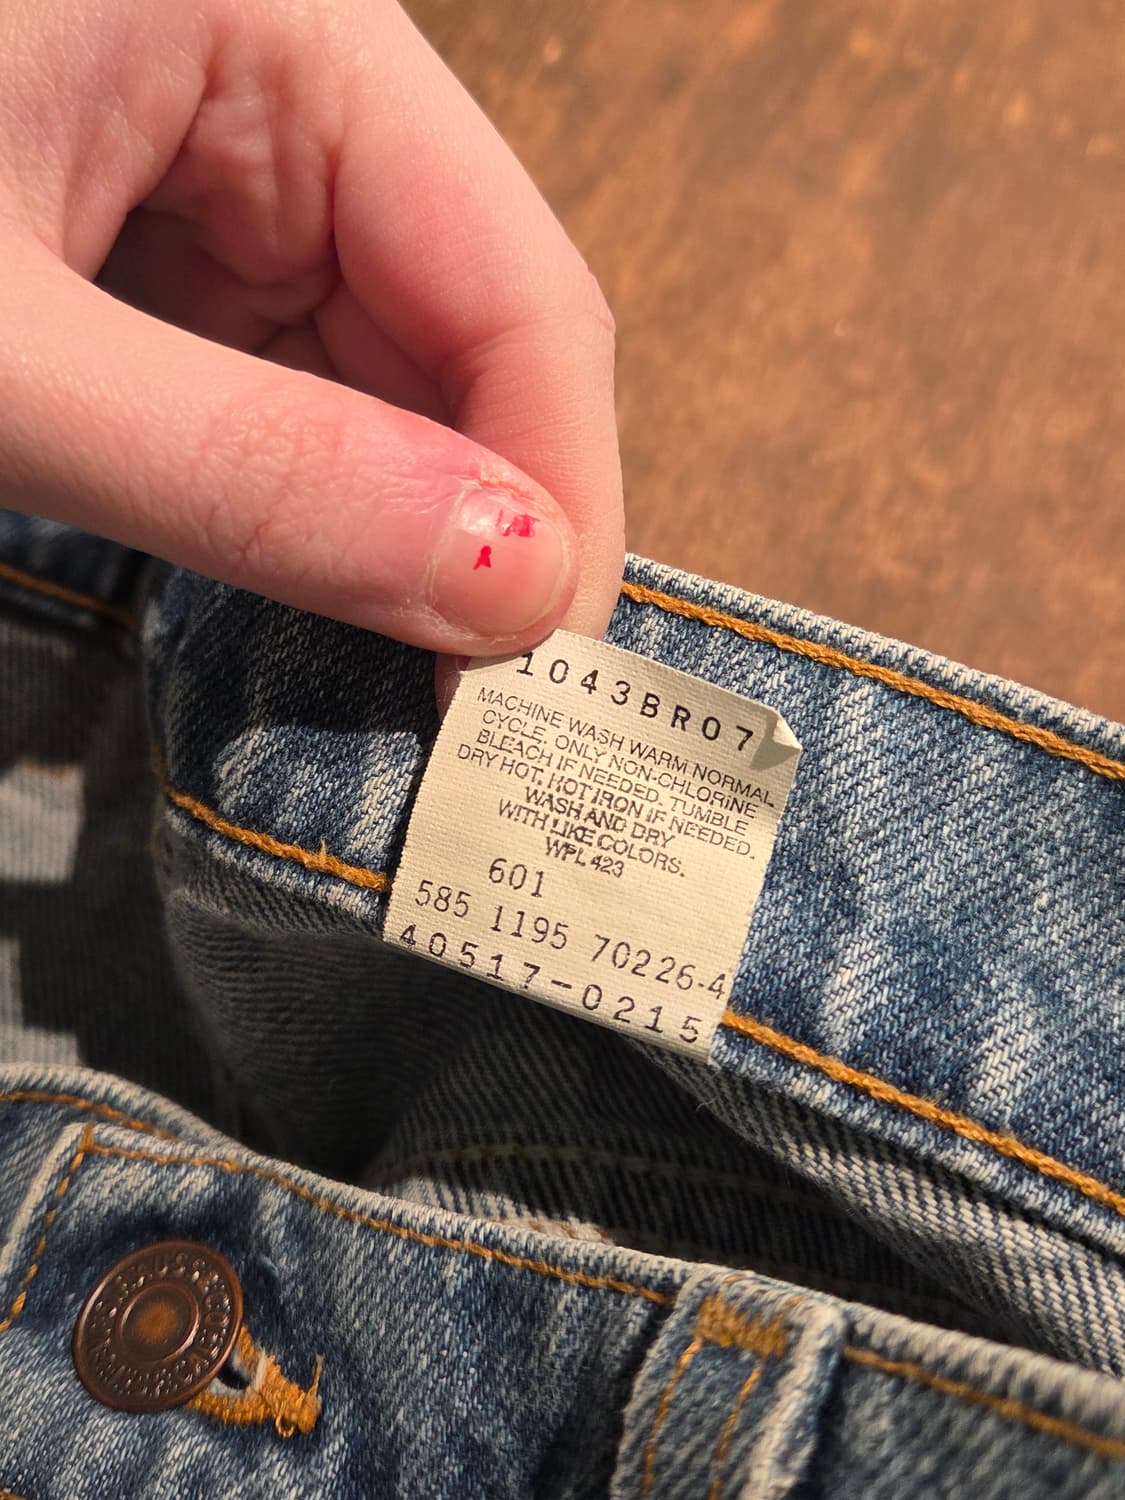 1043BR07
MACHINE WASH WARM NORMAL
CYCLE, ONLY NON-CHLORINE
BLEACH IF NEEDED. TUMBLE
DRY HOT, HOT IRON IF NEEDED.
WASH AND DRY
WITH LIKE COLORS.
WPL 423
601
585 1195 70226-4
40517-0215